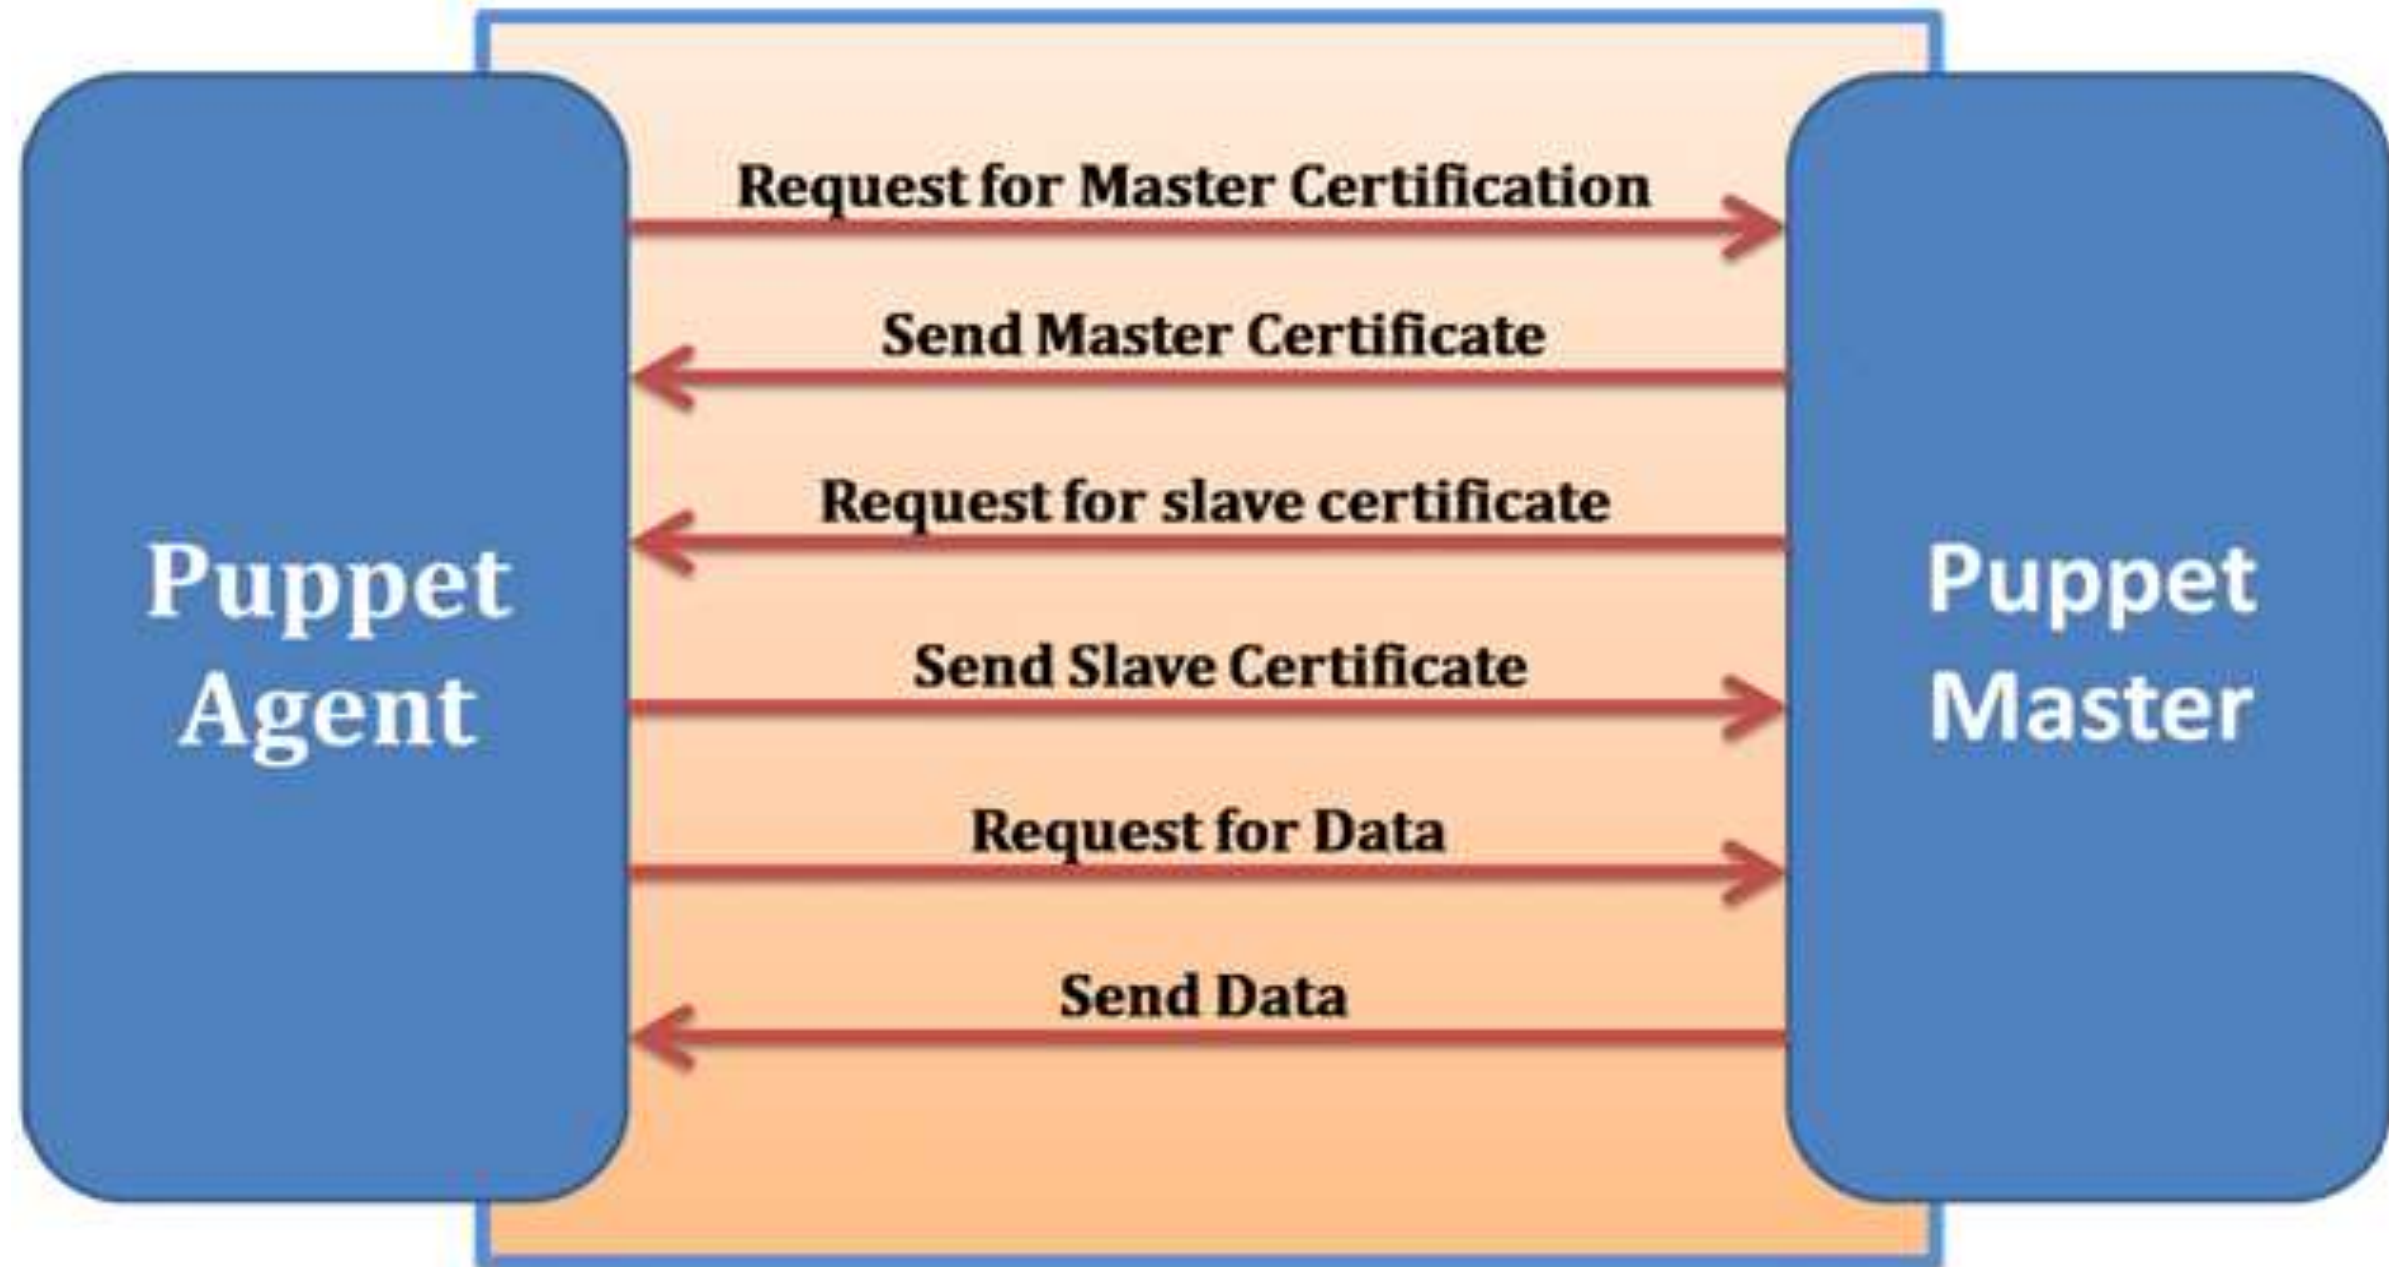 Request for Master Certification
Send Master Certificate
Request for slave certificate
Send Slave Certificate
Request for Data
Send Data
Puppet
Agent
Puppet
Master